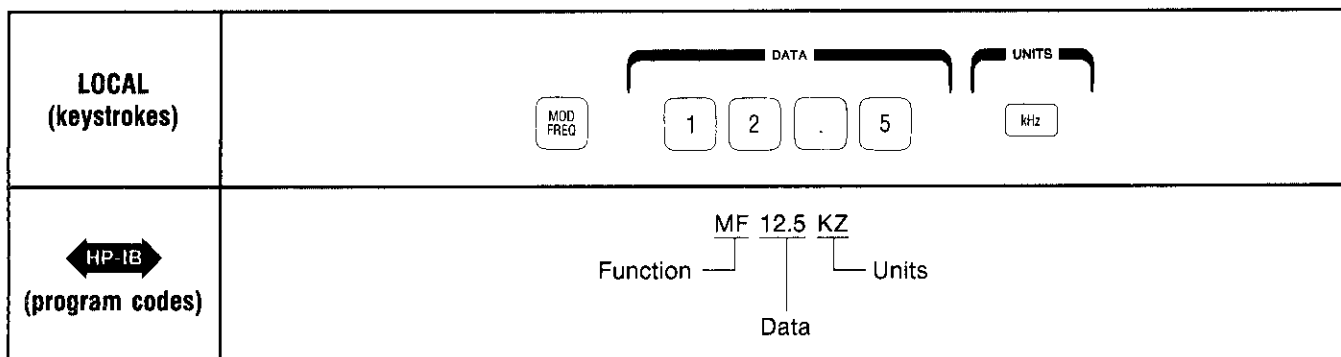 LOCAL
(keystrokes)
DATA
UNITS
MOD
FREQ
1 2 . 5
kHz
HP-IB
(program codes)
MF 12.5 KZ
Function
Units
Data